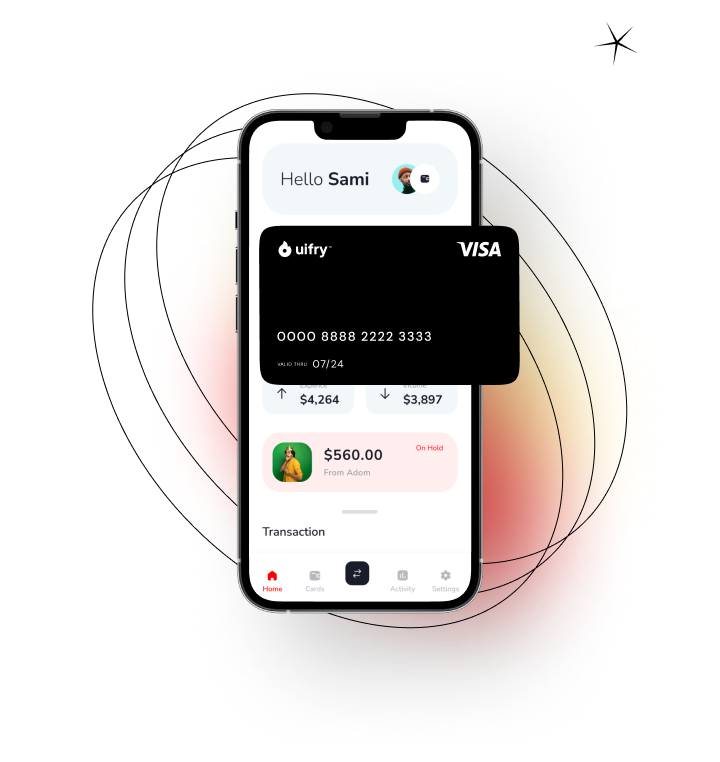 Hello Sami
uifry™
VISA
0000 8888 2222 3333
VALID THRU 07/24
Expence Income
$4,264 $3,897
$560.00 On Hold
From Adom
Transaction
Home Cards Activity Settings